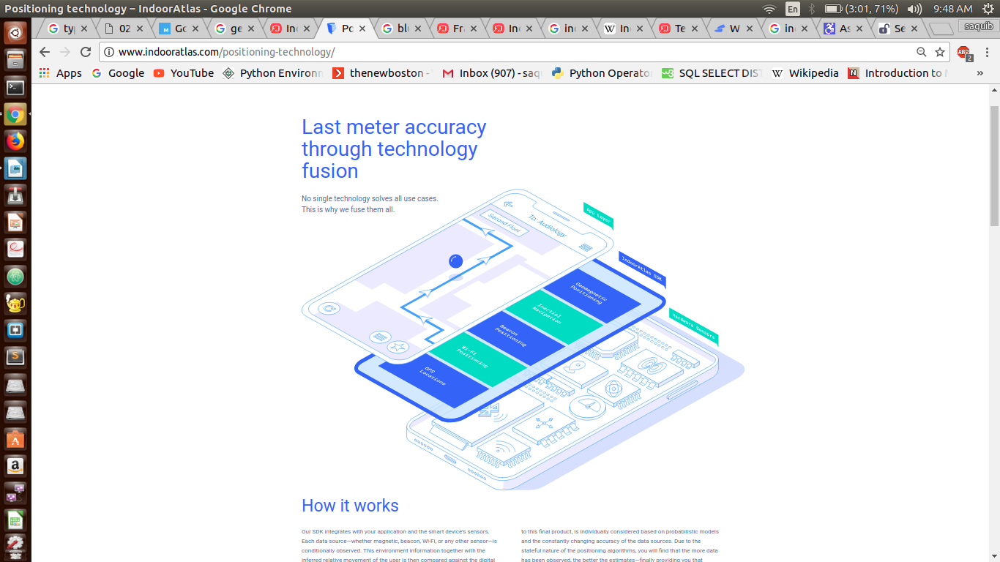 Positioning technology – IndoorAtlas - Google Chrome
En
(3:01, 71%)
9:48 AM
typ
02
Go
ge
Inc
Po
blu
Fra
Inc
inc
In
Te
W
inc
As
Se
saquib
www.indooratlas.com/positioning-technology/
ABP
2
Apps
Google
YouTube
Python Environn
thenewboston -
Inbox (907) - saq
Python Operato
SQL SELECT DIST
Wikipedia
Introduction to
»
Last meter accuracy
through technology
fusion
No single technology solves all use cases.
This is why we fuse them all.
To: Audiology
Second Floor
App Layer
IndoorAtlas SDK
Hardware Sensors
Geomagnetic
Positioning
Inertial
Navigation
Beacon
Positioning
Wi-Fi
Positioning
GPS
Locations
How it works
Our SDK integrates with your application and the smart device's sensors.
Each data source—whether magnetic, beacon, Wi-Fi, or any other sensor—is
conditionally observed. This environment information together with the
inferred relative movement of the user is then compared against the digital
to this final product, is individually considered based on probabilistic models
and the constantly changing accuracy of the data sources. Due to the
stateful nature of the positioning algorithms, you will find that the more data
has been observed, the better the estimates—finally providing you that